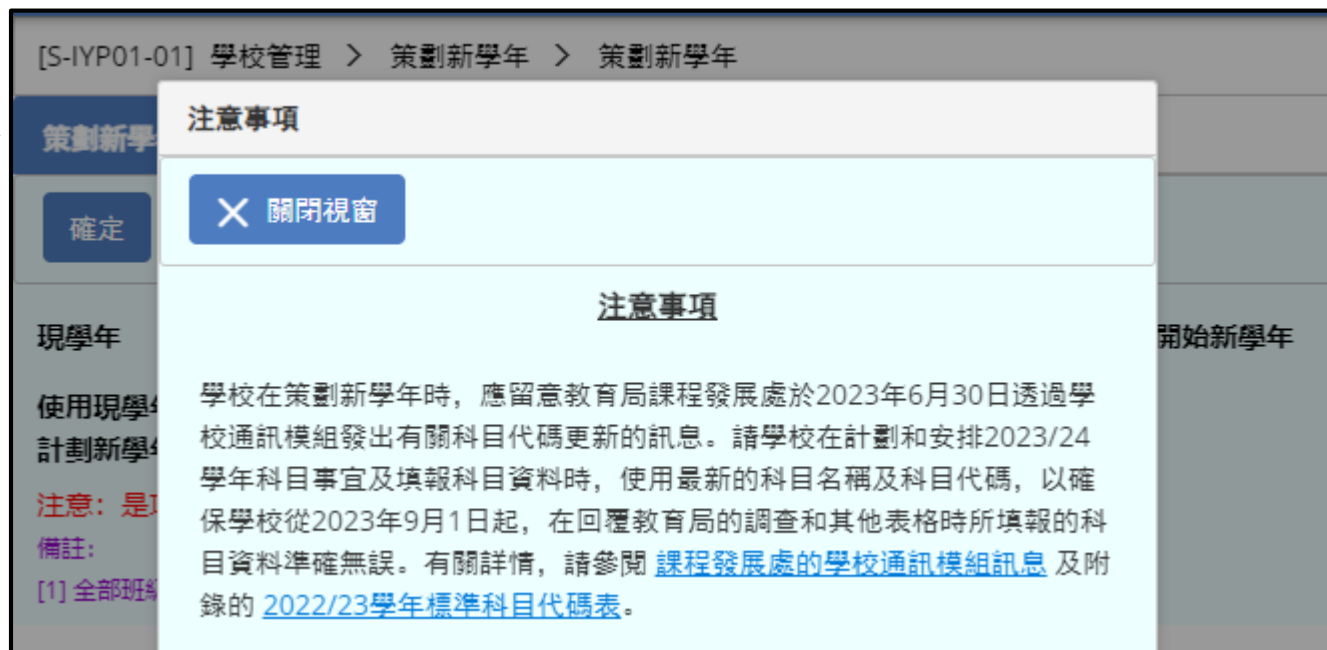 [S-IYP01-01] 學校管理 > 策劃新學年 > 策劃新學年
注意事項
策劃新學
× 關閉視窗
確定
注意事項
現學年
開始新學年
學校在策劃新學年時，應留意教育局課程發展處於2023年6月30日透過學
使用現學
校通訊模組發出有關科目代碼更新的訊息。請學校在計劃和安排2023/24
計劃新學
學年科目事宜及填報科目資料時，使用最新的科目名稱及科目代碼，以確
注意：是
保學校從2023年9月1日起，在回覆教育局的調查和其他表格時所填報的科
備註：
目資料準確無誤。有關詳情，請參閱 課程發展處的學校通訊模組訊息 及附
[1] 全部班
錄的 2022/23學年標準科目代碼表。